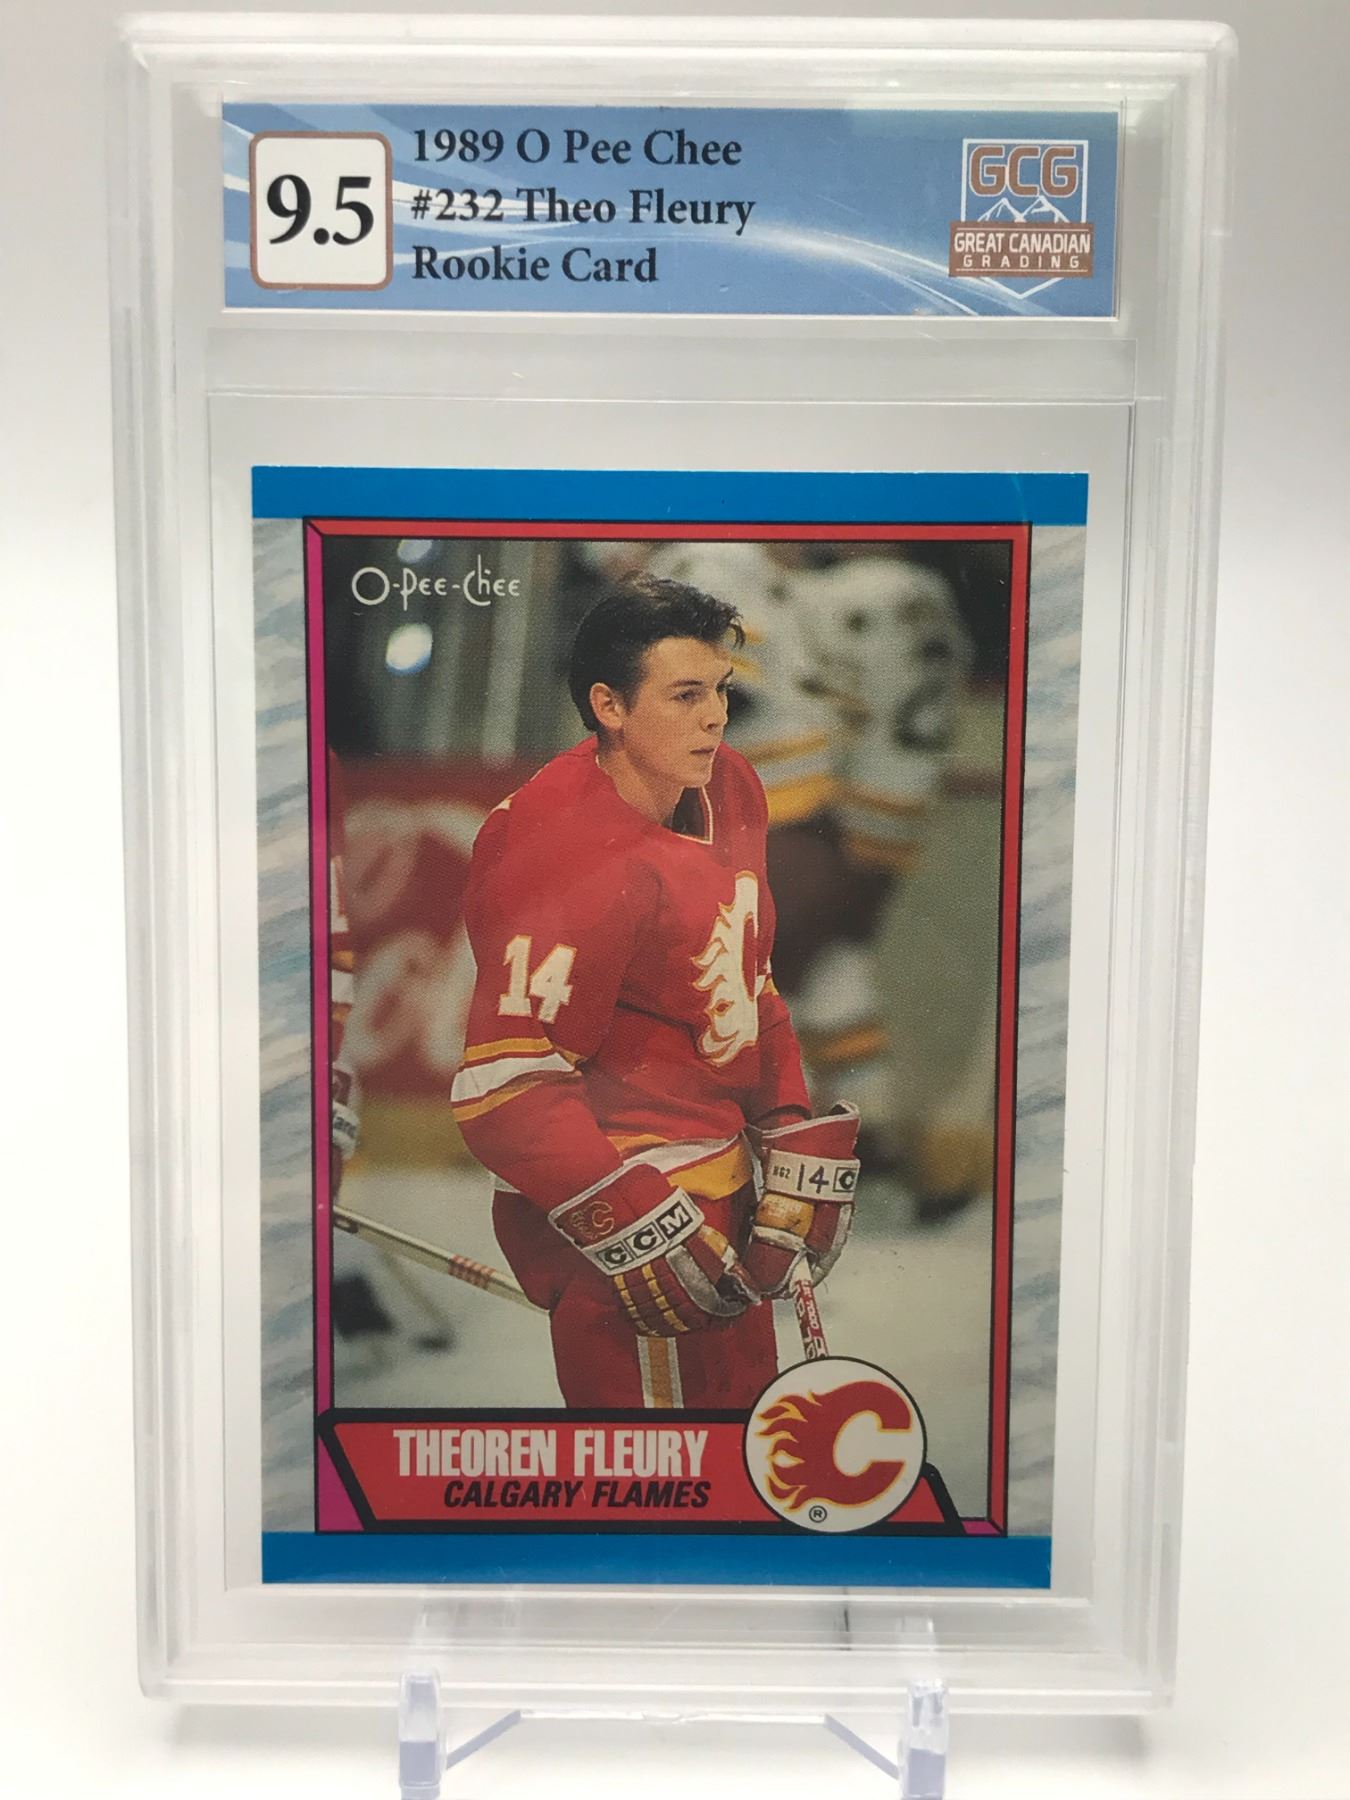 9.5
1989 O Pee Chee
#232 Theo Fleury
Rookie Card
GCG
GREAT CANADIAN
GRADING
O-Pee-Chee
14
HG2 14 C
CCM
THEOREN FLEURY
CALGARY FLAMES
®